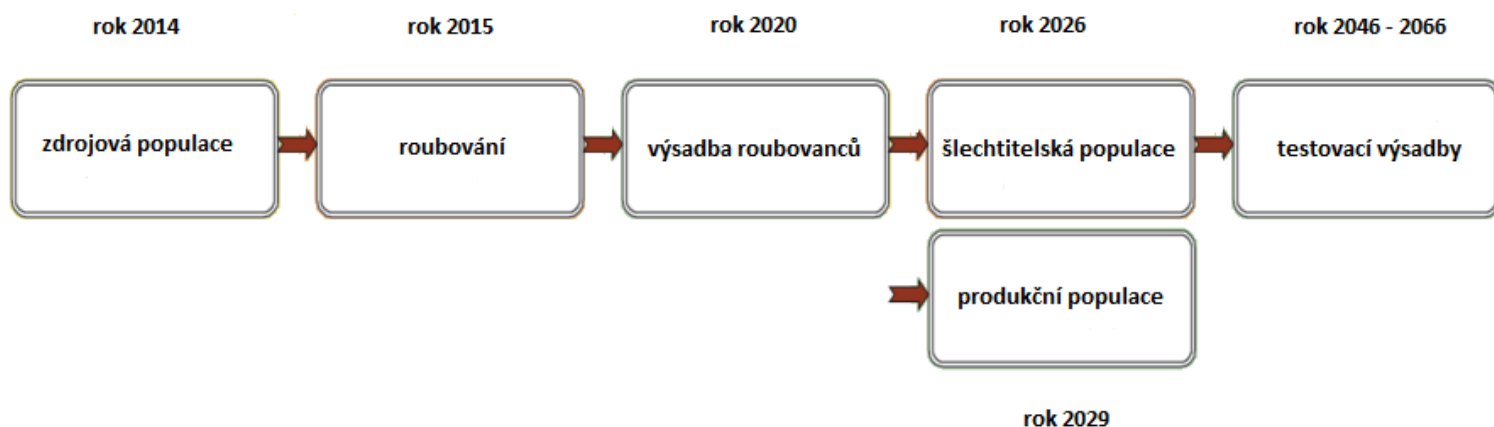 rok 2014
rok 2015
rok 2020
rok 2026
rok 2046 - 2066
zdrojová populace
roubování
výsadba roubovanců
šlechtitelská populace
testovací výsadby
produkční populace
rok 2029